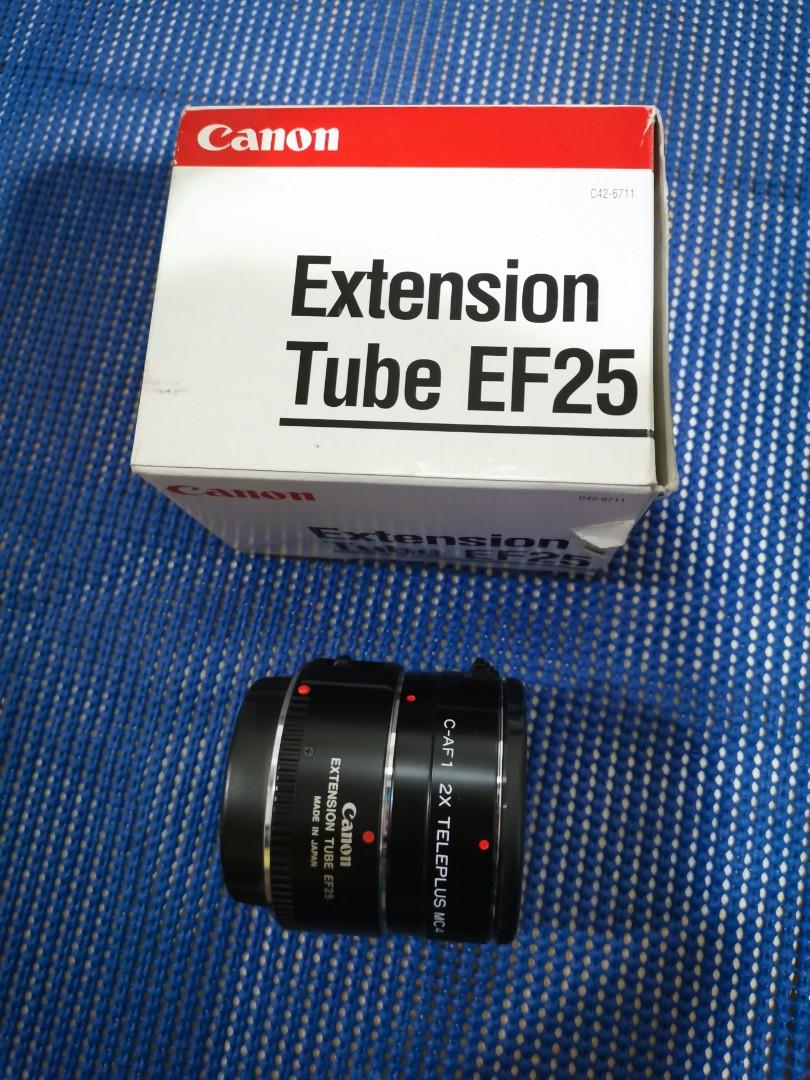 Canon
C42-6711
Extension
Tube EF25
Canon
C42-6711
Extension
Tube EF25
Canon
EXTENSION TUBE EF25
MADE IN JAPAN
C-AF1 2X TELEPLUS MC4